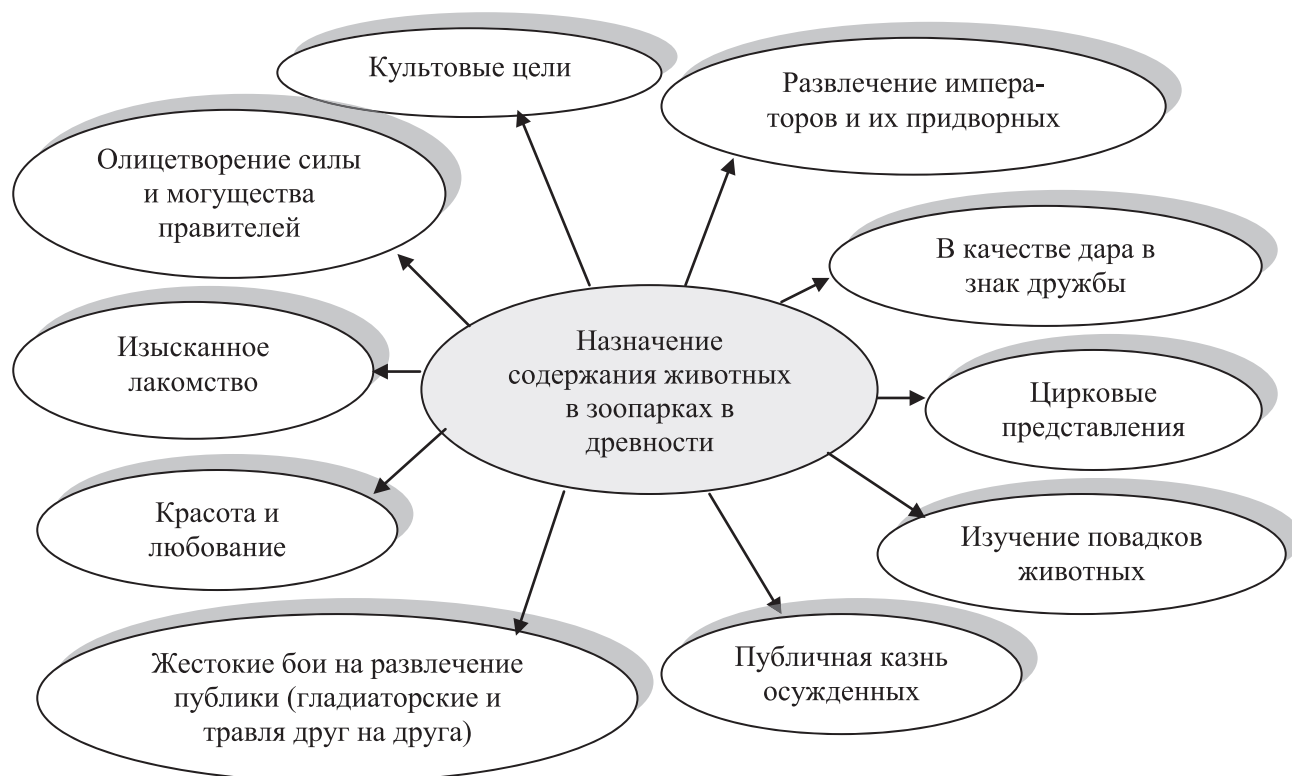 Культовые цели
Развлечение импера-
торов и их придворных
Олицетворение силы
и могущества
правителей
В качестве дара в
знак дружбы
Изысканное
лакомство
Назначение
содержания животных
в зоопарках в
древности
Цирковые
представления
Красота и
любование
Изучение повадков
животных
Жестокие бои на развлечение
публики (гладиаторские и
травля друг на друга)
Публичная казнь
осужденных